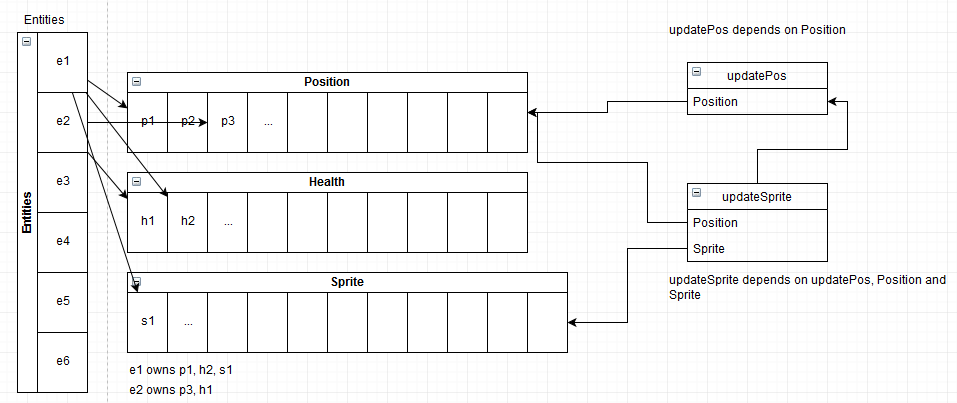 Entities
updatePos depends on Position
e1
e2
e3
e4
e5
e6
Entities
Position
p1 p2 p3 ...
Health
h1 h2 ...
Sprite
s1 ...
e1 owns p1, h2, s1
e2 owns p3, h1
updatePos
Position
updateSprite
Position
Sprite
updateSprite depends on updatePos, Position and
Sprite